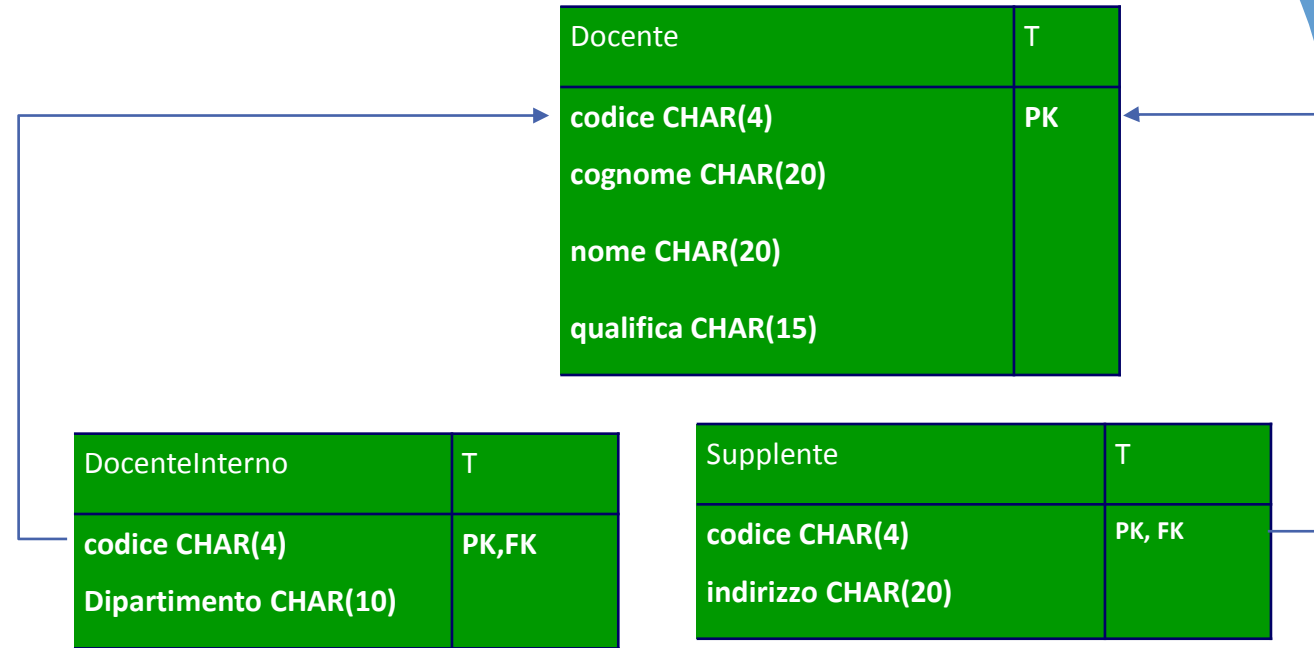 Docente T
codice CHAR(4) PK
cognome CHAR(20)
nome CHAR(20)
qualifica CHAR(15)
DocenteInterno T
codice CHAR(4) PK,FK
Dipartimento CHAR(10)
Supplente T
codice CHAR(4) PK, FK
indirizzo CHAR(20)